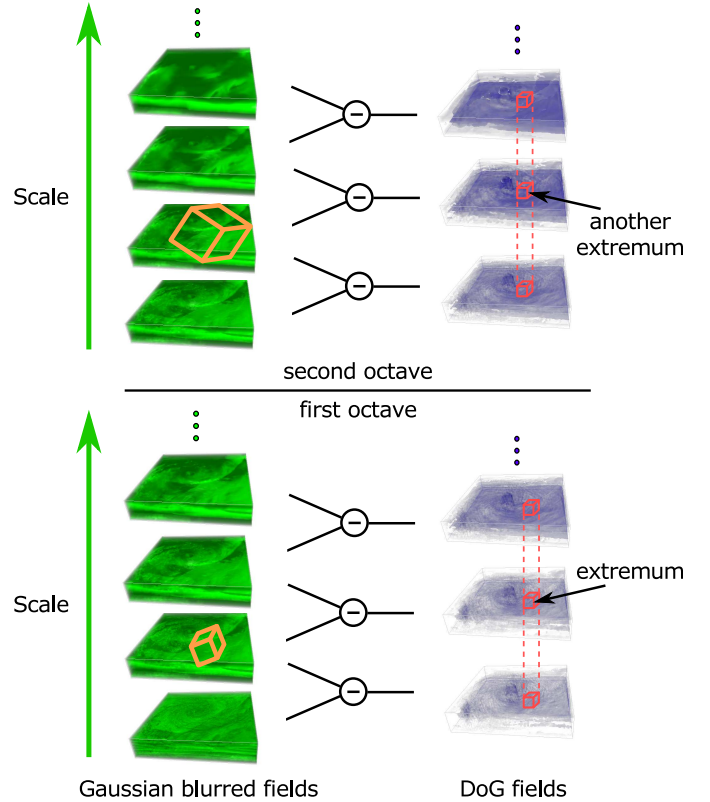 Scale
another
extremum
second octave
first octave
Scale
extremum
Gaussian blurred fields
DoG fields